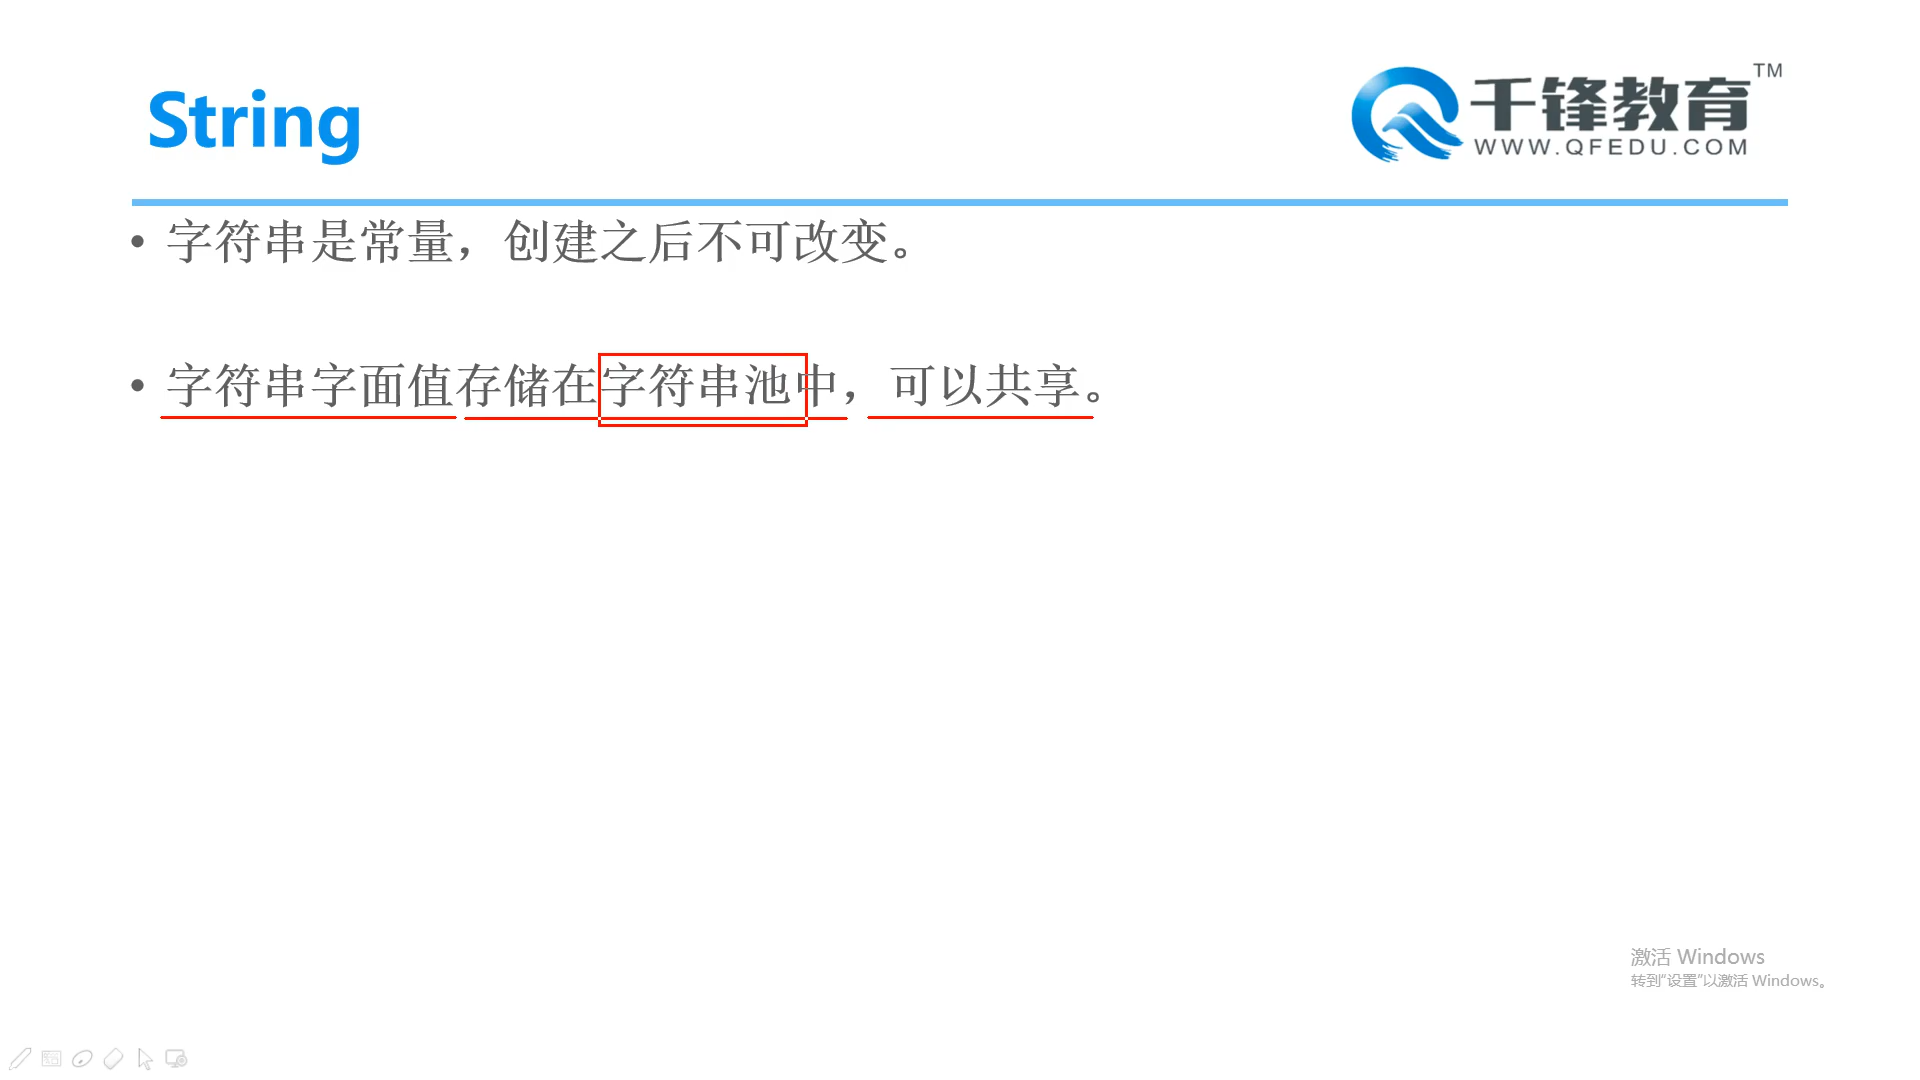 String
千锋教育™
WWW.QFEDU.COM
• 字符串是常量，创建之后不可改变。
• 字符串字面值存储在字符串池中，可以共享。
激活 Windows
转到“设置”以激活 Windows。